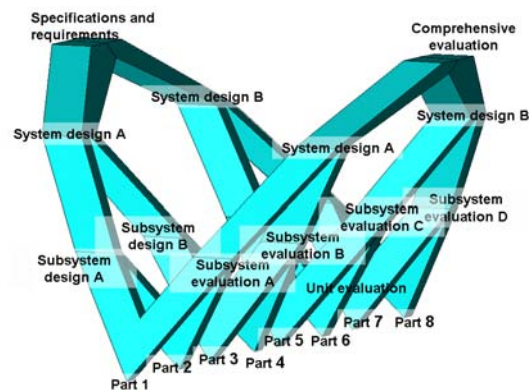 Specifications and
requirements
Comprehensive
evaluation
System design B
System design B
System design A
System design A
Subsystem
design B
Subsystem
evaluation C
Subsystem
evaluation D
Subsystem
design A
Subsystem
evaluation A
Subsystem
evaluation B
Unit evaluation
Part 1
Part 2
Part 3
Part 4
Part 5
Part 6
Part 7
Part 8